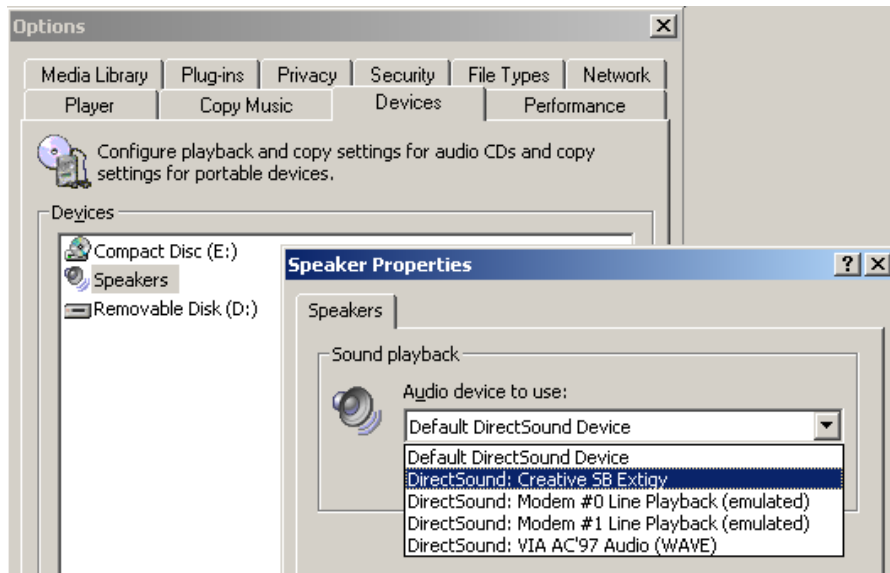 Options
Media Library Plug-ins Privacy Security File Types Network
Player Copy Music Devices Performance
Configure playback and copy settings for audio CDs and copy
settings for portable devices.
Devices
Compact Disc (E:)
Speakers
Removable Disk (D:)
Speaker Properties
Speakers
Sound playback
Audio device to use:
Default DirectSound Device
Default DirectSound Device
DirectSound: Creative SB Extigy
DirectSound: Modem #0 Line Playback (emulated)
DirectSound: Modem #1 Line Playback (emulated)
DirectSound: VIA AC'97 Audio (WAVE)